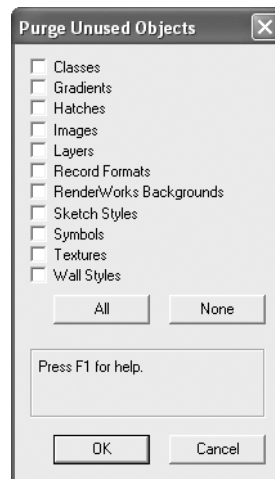 Purge Unused Objects
Classes
Gradients
Hatches
Images
Layers
Record Formats
RenderWorks Backgrounds
Sketch Styles
Symbols
Textures
Wall Styles
All None
Press F1 for help.
OK Cancel